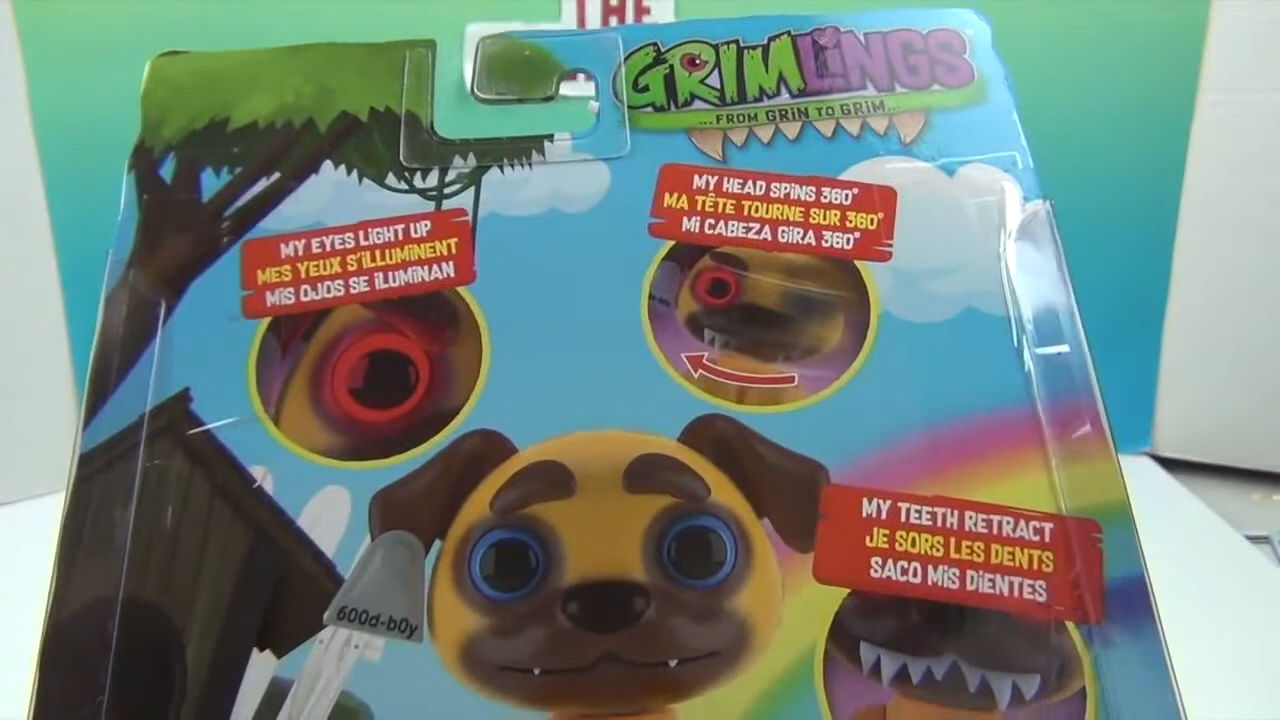 THE
GRIMLINGS
...FROM GRIN TO GRIM...
MY HEAD SPINS 360°
MA TÊTE TOURNE SUR 360°
Mi CABEZA GIRA 360°
MY EYES LIGHT UP
MES YEUX S'ILLUMINENT
MIS OJOS SE ILUMINAN
MY TEETH RETRACT
JE SORS LES DENTS
SACO MIS DIENTES
600d-b0y